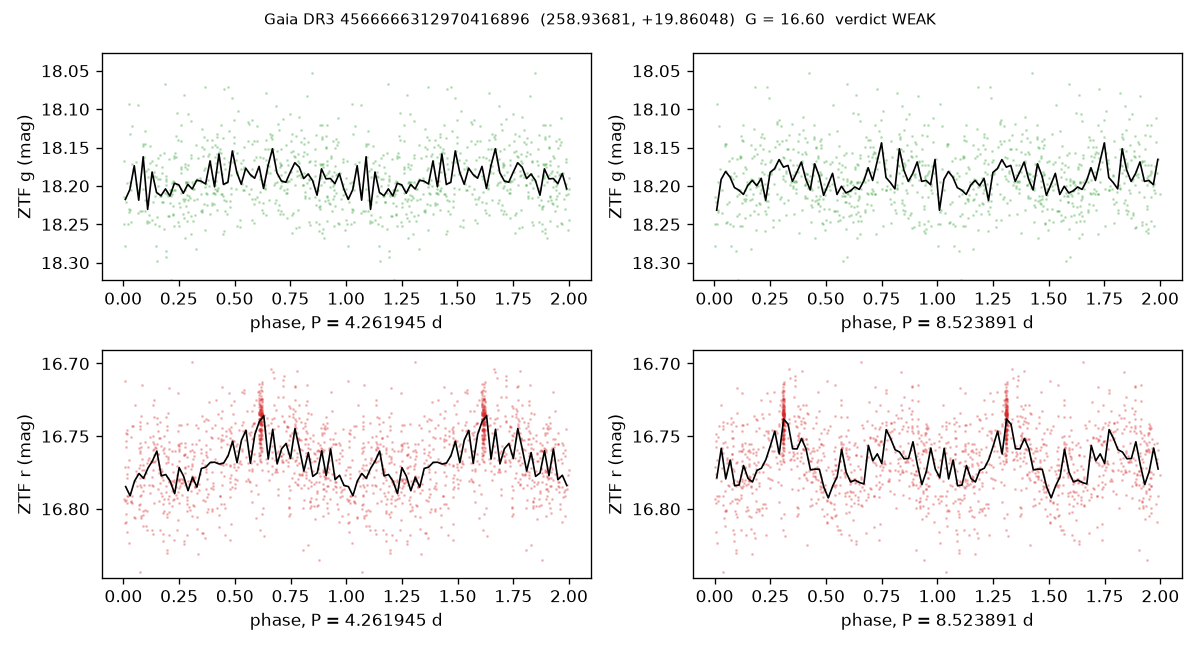 Gaia DR3 4566666312970416896 (258.93681, +19.86048) G = 16.60 verdict WEAK
ZTF g (mag)
18.05
18.10
18.15
18.20
18.25
18.30
0.00 0.25 0.50 0.75 1.00 1.25 1.50 1.75 2.00
phase, P = 4.261945 d
ZTF g (mag)
18.05
18.10
18.15
18.20
18.25
18.30
0.00 0.25 0.50 0.75 1.00 1.25 1.50 1.75 2.00
phase, P = 8.523891 d
ZTF r (mag)
16.70
16.75
16.80
0.00 0.25 0.50 0.75 1.00 1.25 1.50 1.75 2.00
phase, P = 4.261945 d
ZTF r (mag)
16.70
16.75
16.80
0.00 0.25 0.50 0.75 1.00 1.25 1.50 1.75 2.00
phase, P = 8.523891 d